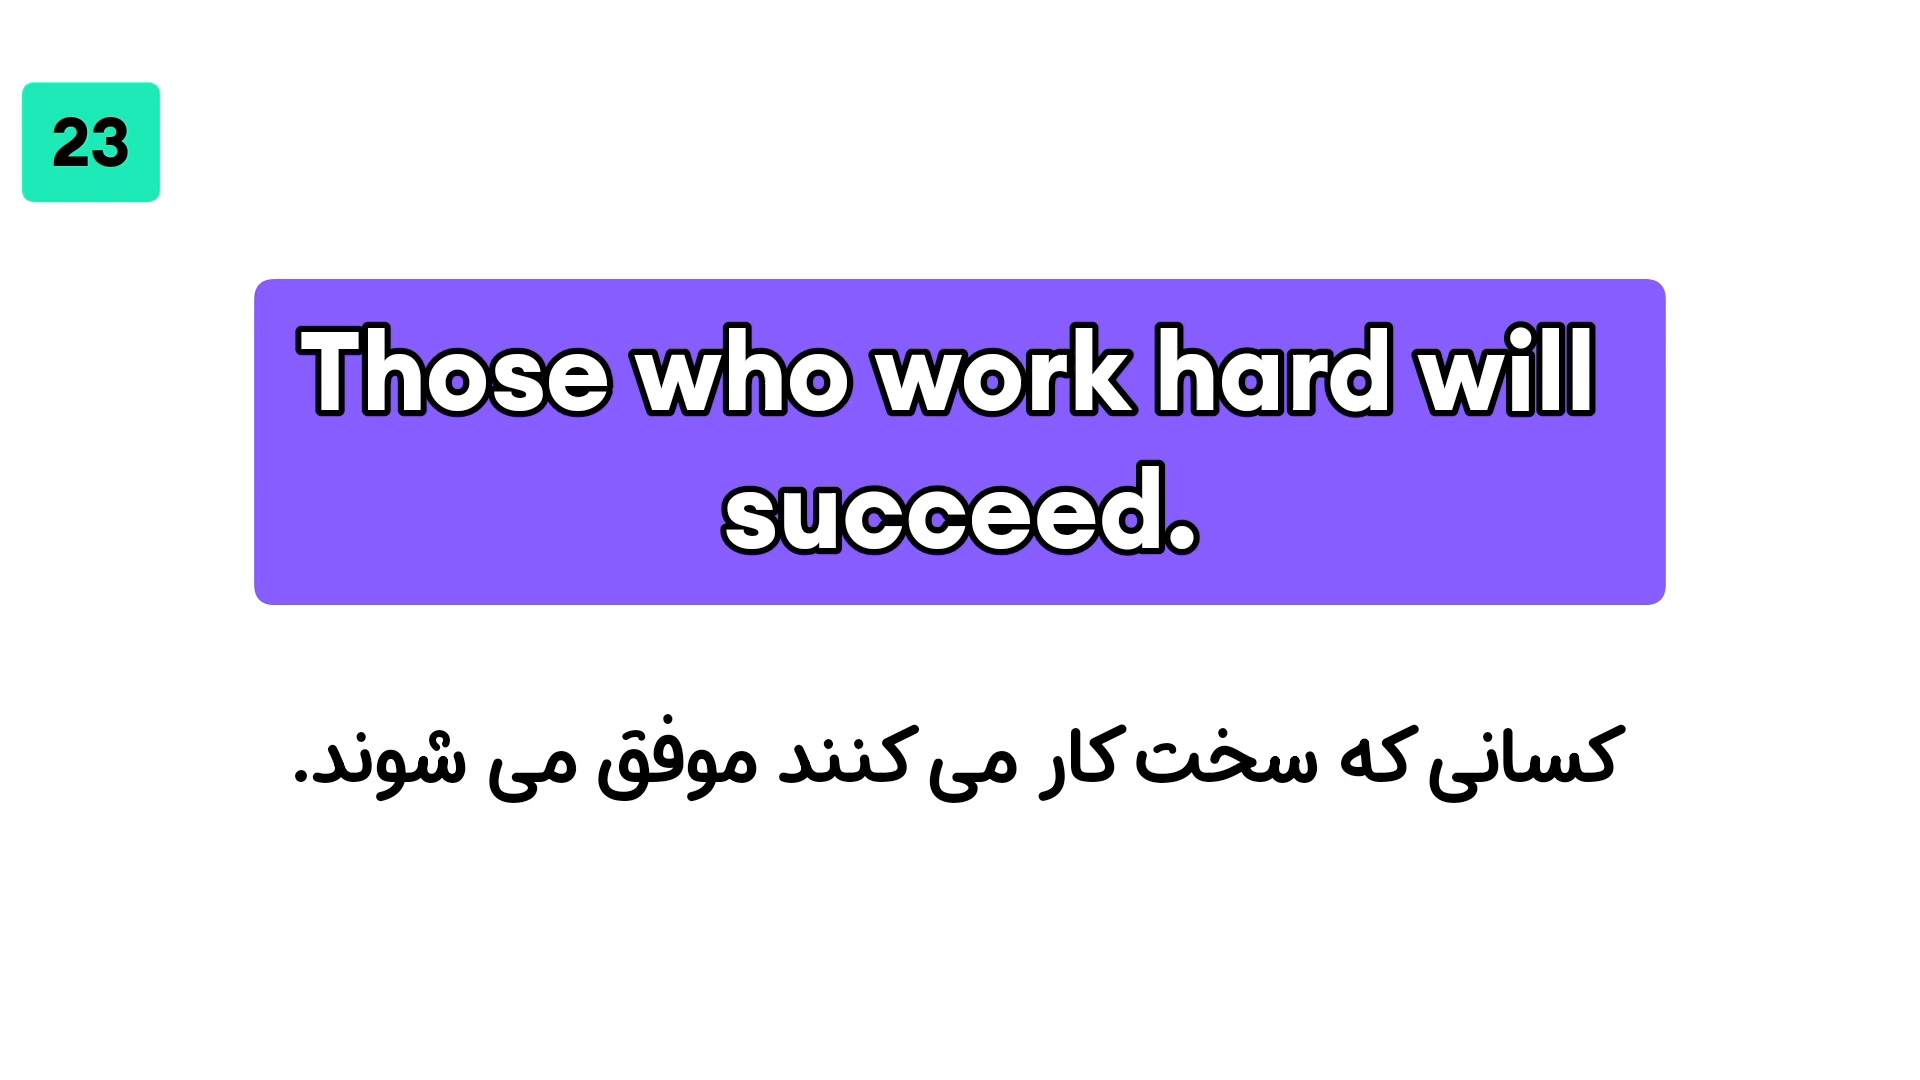 23
Those who work hard will
succeed.
کسانی که سخت کار می کنند موفق می شوند.